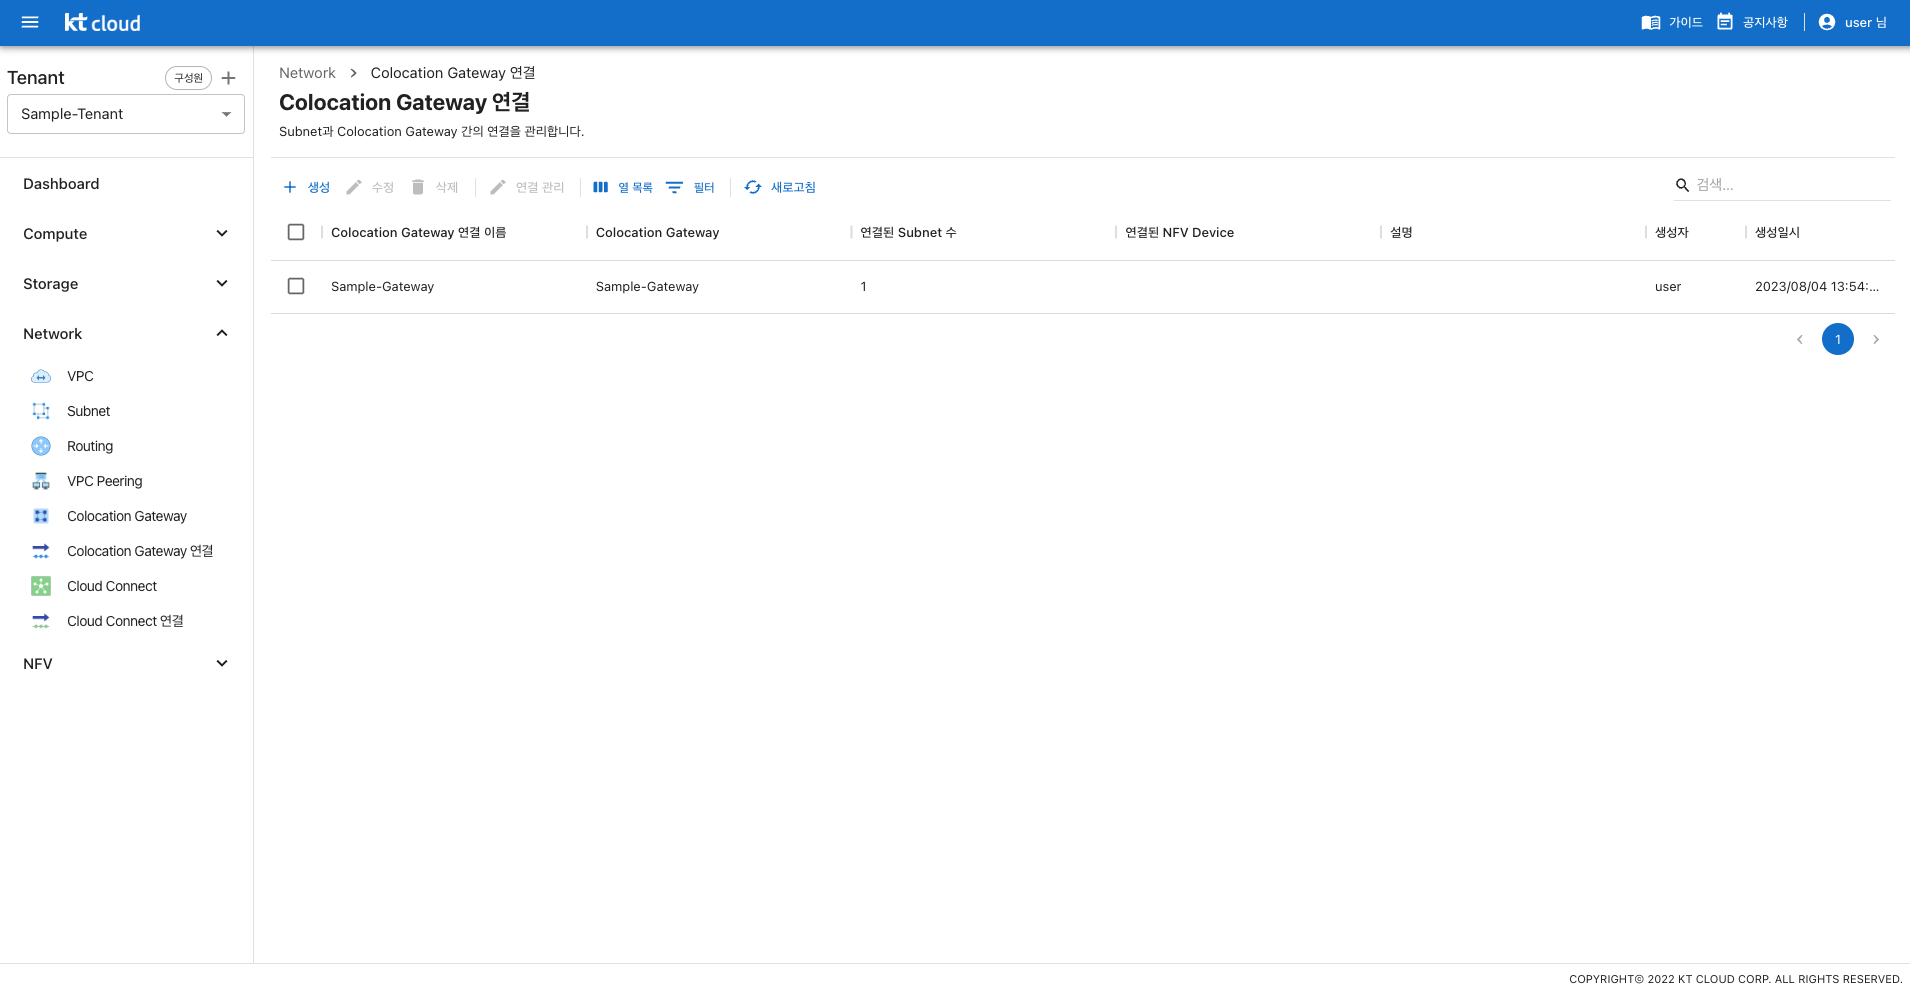 kt cloud
가이드 공지사항 user 님
Tenant 구성원
Sample-Tenant
Dashboard
Compute
Storage
Network
VPC
Subnet
Routing
VPC Peering
Colocation Gateway
Colocation Gateway 연결
Cloud Connect
Cloud Connect 연결
NFV
Network > Colocation Gateway 연결
Colocation Gateway 연결
Subnet과 Colocation Gateway 간의 연결을 관리합니다.
생성 수정 삭제 연결 관리 열 목록 필터 새로고침 검색...
Colocation Gateway 연결 이름 Colocation Gateway 연결된 Subnet 수 연결된 NFV Device 설명 생성자 생성일시
Sample-Gateway Sample-Gateway 1 user 2023/08/04 13:54:...
1
COPYRIGHT© 2022 KT CLOUD CORP. ALL RIGHTS RESERVED.